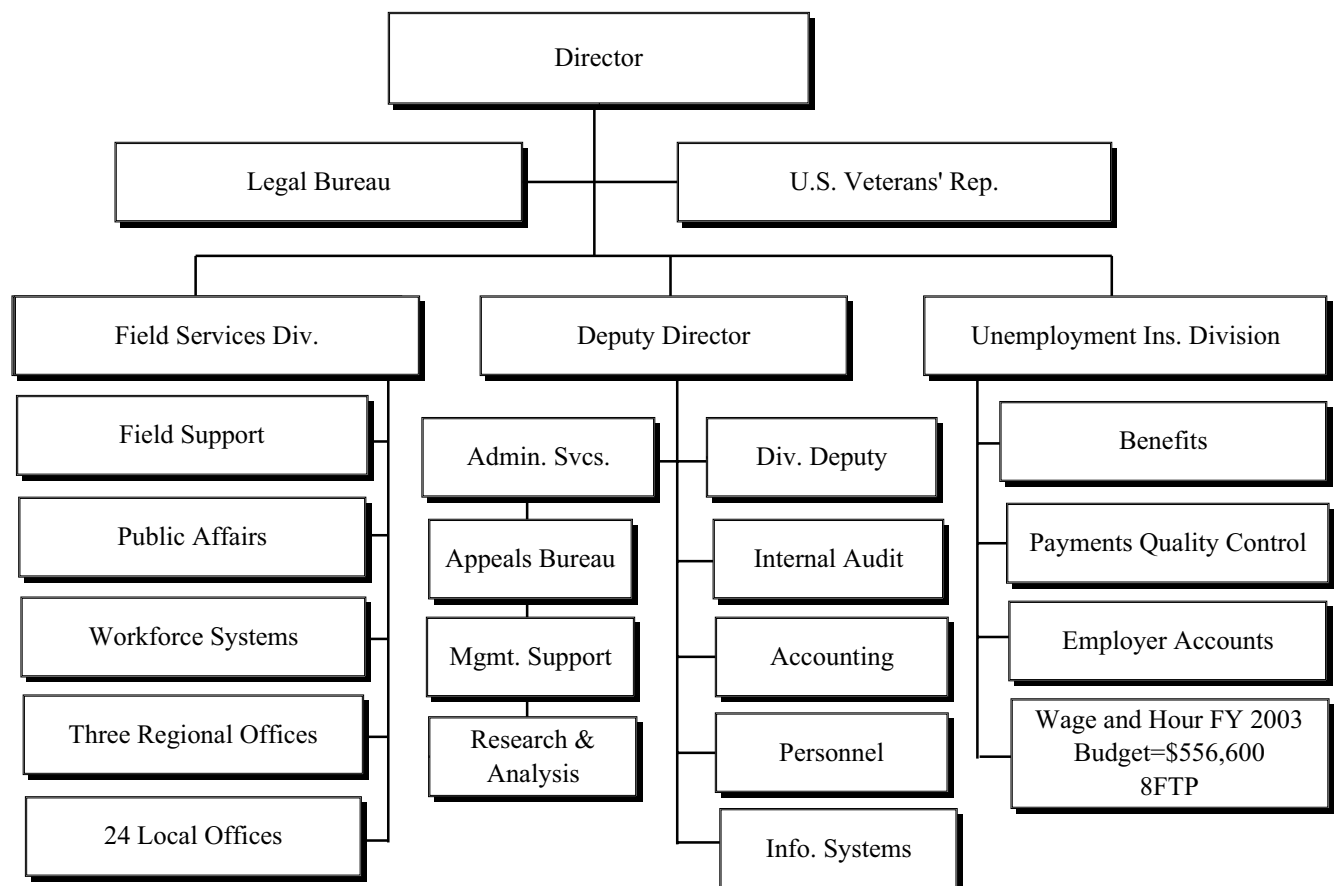 Director
Legal Bureau
U.S. Veterans' Rep.
Field Services Div.
Deputy Director
Unemployment Ins. Division
Field Support
Public Affairs
Workforce Systems
Three Regional Offices
24 Local Offices
Admin. Svcs.
Appeals Bureau
Mgmt. Support
Research &
Analysis
Div. Deputy
Internal Audit
Accounting
Personnel
Info. Systems
Benefits
Payments Quality Control
Employer Accounts
Wage and Hour FY 2003
Budget=$556,600
8FTP